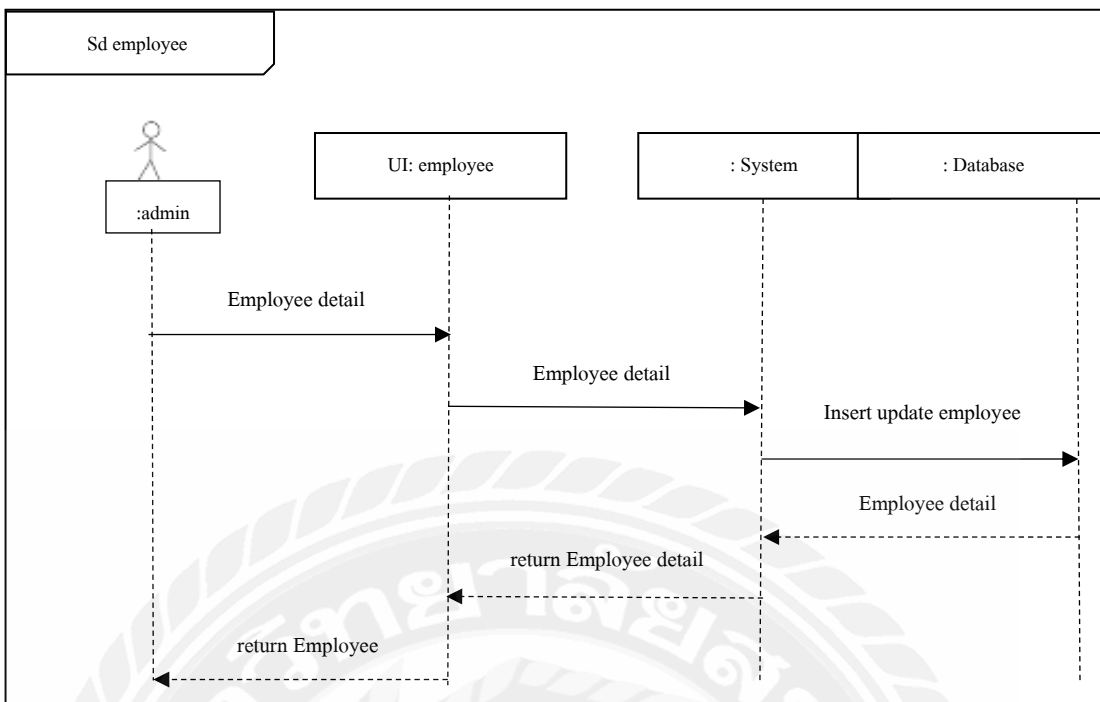 Sd employee
:admin
UI: employee
: System
: Database
Employee detail
Employee detail
Insert update employee
Employee detail
return Employee detail
return Employee